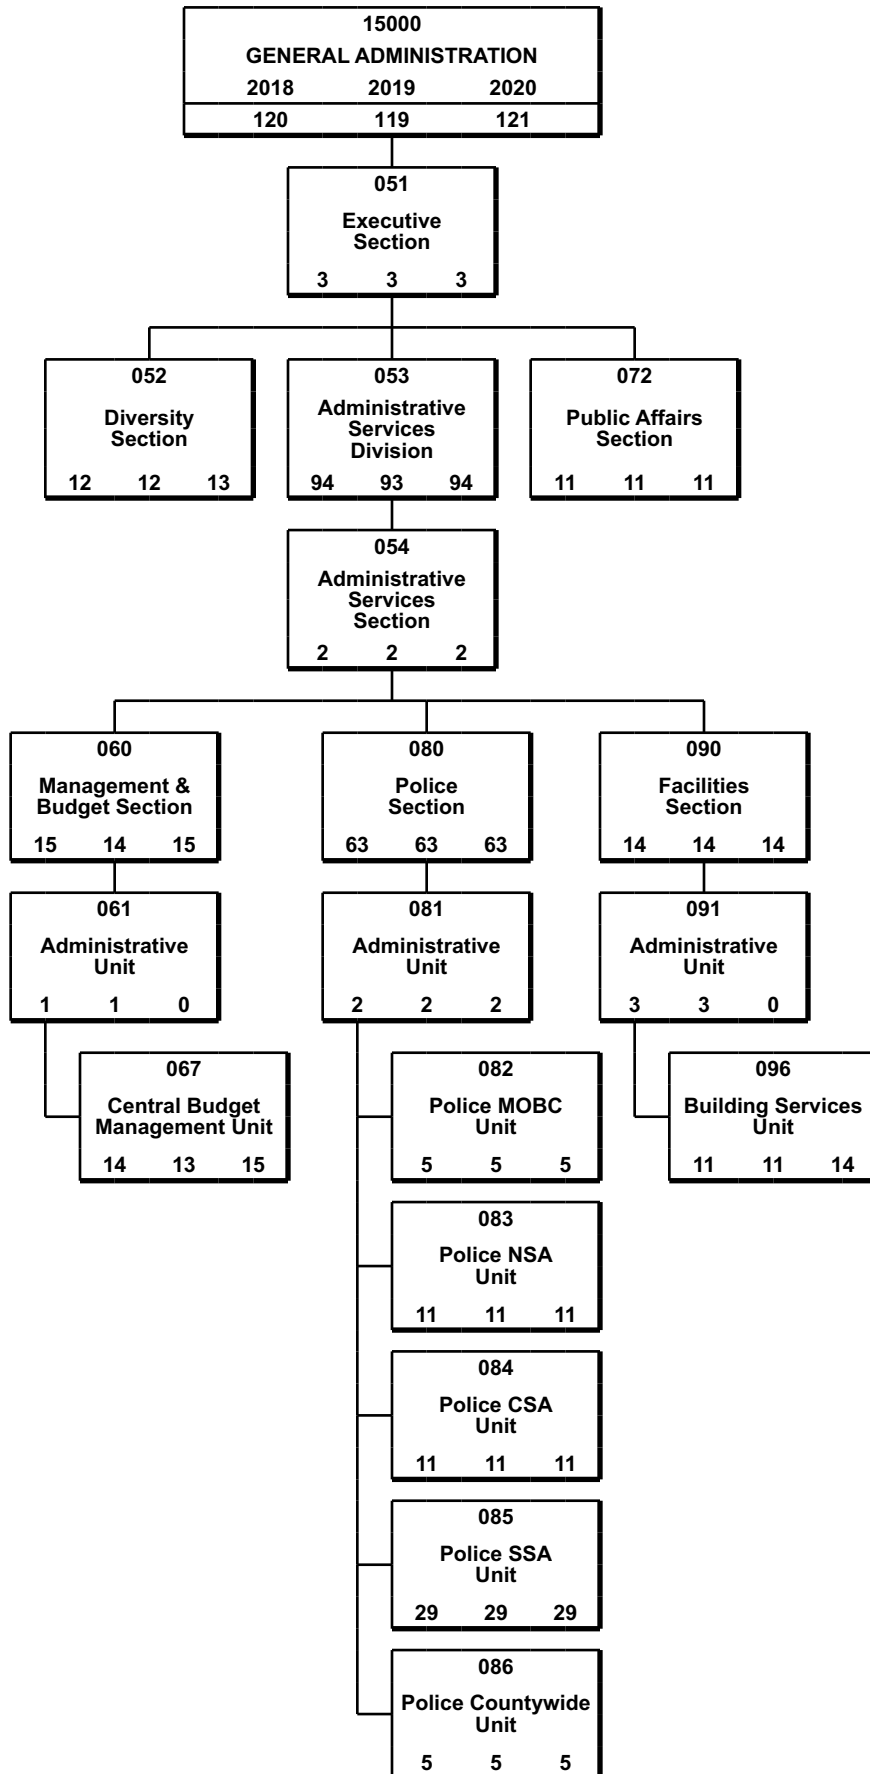 15000
GENERAL ADMINISTRATION
2018 2019 2020
120 119 121
051
Executive
Section
3 3 3
052
Diversity
Section
12 12 13
053
Administrative
Services
Division
94 93 94
072
Public Affairs
Section
11 11 11
054
Administrative
Services
Section
2 2 2
060
Management &
Budget Section
15 14 15
080
Police
Section
63 63 63
090
Facilities
Section
14 14 14
061
Administrative
Unit
1 1 0
081
Administrative
Unit
2 2 2
091
Administrative
Unit
3 3 0
067
Central Budget
Management Unit
14 13 15
082
Police MOBC
Unit
5 5 5
096
Building Services
Unit
11 11 14
083
Police NSA
Unit
11 11 11
084
Police CSA
Unit
11 11 11
085
Police SSA
Unit
29 29 29
086
Police Countywide
Unit
5 5 5